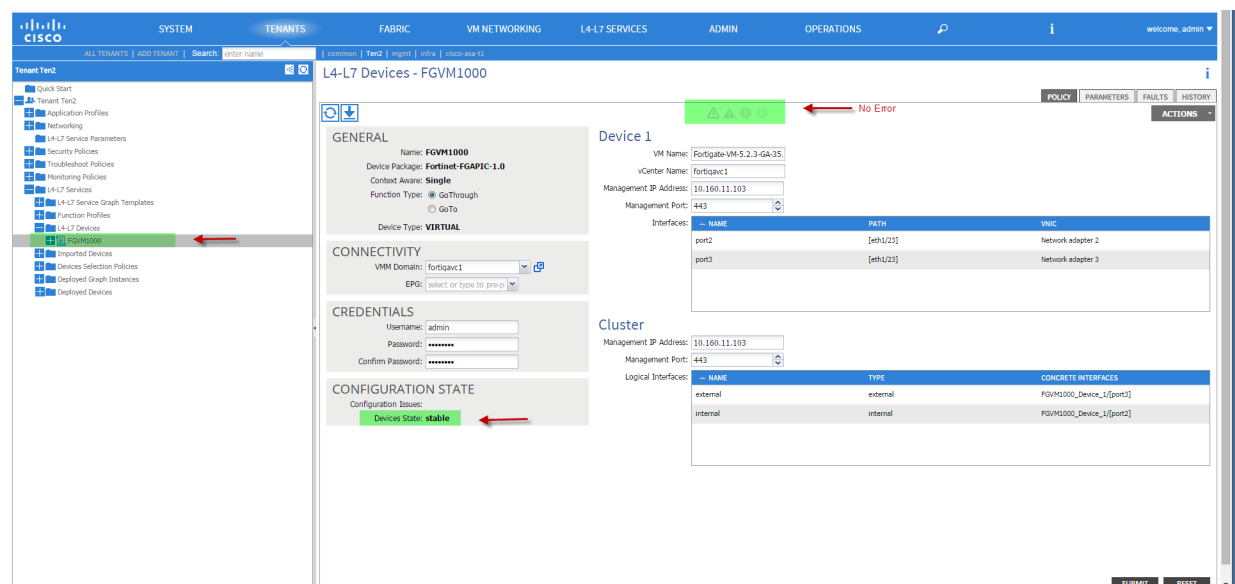 CISCO
SYSTEM
TENANTS
FABRIC
VM NETWORKING
L4-L7 SERVICES
ADMIN
OPERATIONS
i
welcome, admin
ALL TENANTS | ADD TENANT | Search: enter name | common | Ten2 | mgmt | infra | cisco-asa-t1
Tenant Ten2
Quick Start
Tenant Ten2
Application Profiles
Networking
L4-L7 Service Parameters
Security Policies
Troubleshoot Policies
Monitoring Policies
L4-L7 Services
L4-L7 Service Graph Templates
Function Profiles
L4-L7 Devices
FGVM1000
Imported Devices
Devices Selection Policies
Deployed Graph Instances
Deployed Devices
L4-L7 Devices - FGVM1000
i
POLICY PARAMETERS FAULTS HISTORY
No Error
ACTIONS
GENERAL
Name: FGVM1000
Device Package: Fortinet-FGAPIC-1.0
Context Aware: Single
Function Type: GoThrough
GoTo
Device Type: VIRTUAL
CONNECTIVITY
VMM Domain: fortiqavc1
EPG: select or type to pre-p
CREDENTIALS
Username: admin
Password: ••••••••
Confirm Password: ••••••••
CONFIGURATION STATE
Configuration Issues:
Devices State: stable
Device 1
VM Name: Fortigate-VM-5.2.3-GA-35.
vCenter Name: fortiqavc1
Management IP Address: 10.160.11.103
Management Port: 443
Interfaces: NAME PATH VNIC
port2 [eth1/23] Network adapter 2
port3 [eth1/23] Network adapter 3
Cluster
Management IP Address: 10.160.11.103
Management Port: 443
Logical Interfaces: NAME TYPE CONCRETE INTERFACES
external external FGVM1000_Device_1/[port3]
internal internal FGVM1000_Device_1/[port2]
SUBMIT RESET